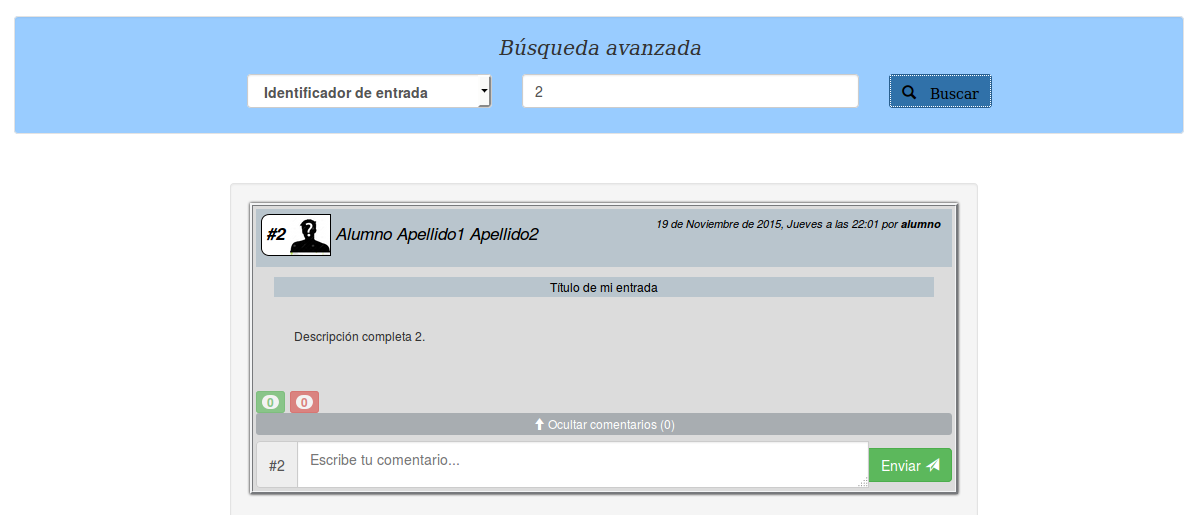 Búsqueda avanzada
Identificador de entrada 2 Buscar
#2 Alumno Apellido1 Apellido2 19 de Noviembre de 2015, Jueves a las 22:01 por alumno
Título de mi entrada
Descripción completa 2.
0 0
Ocultar comentarios (0)
#2 Escribe tu comentario... Enviar